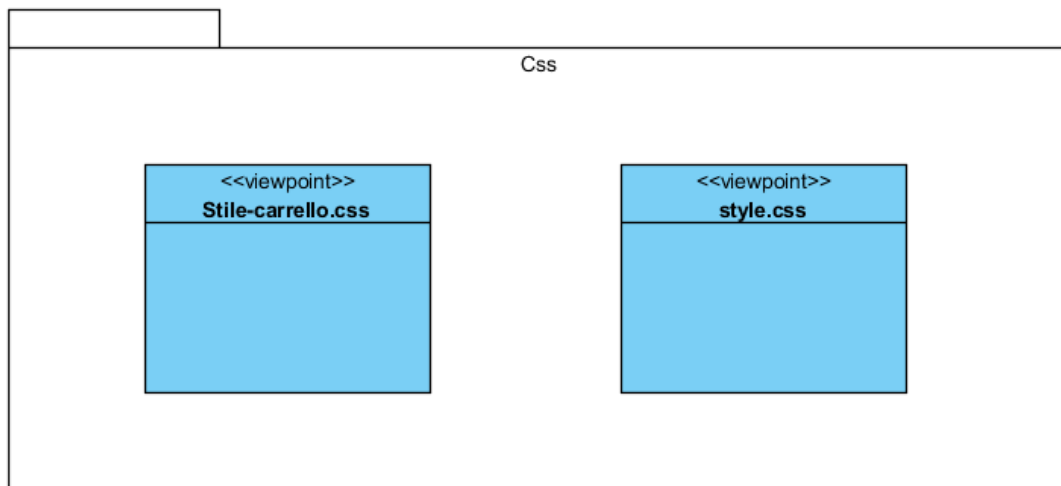 Css
<<viewpoint>>
Stile-carrello.css
<<viewpoint>>
style.css